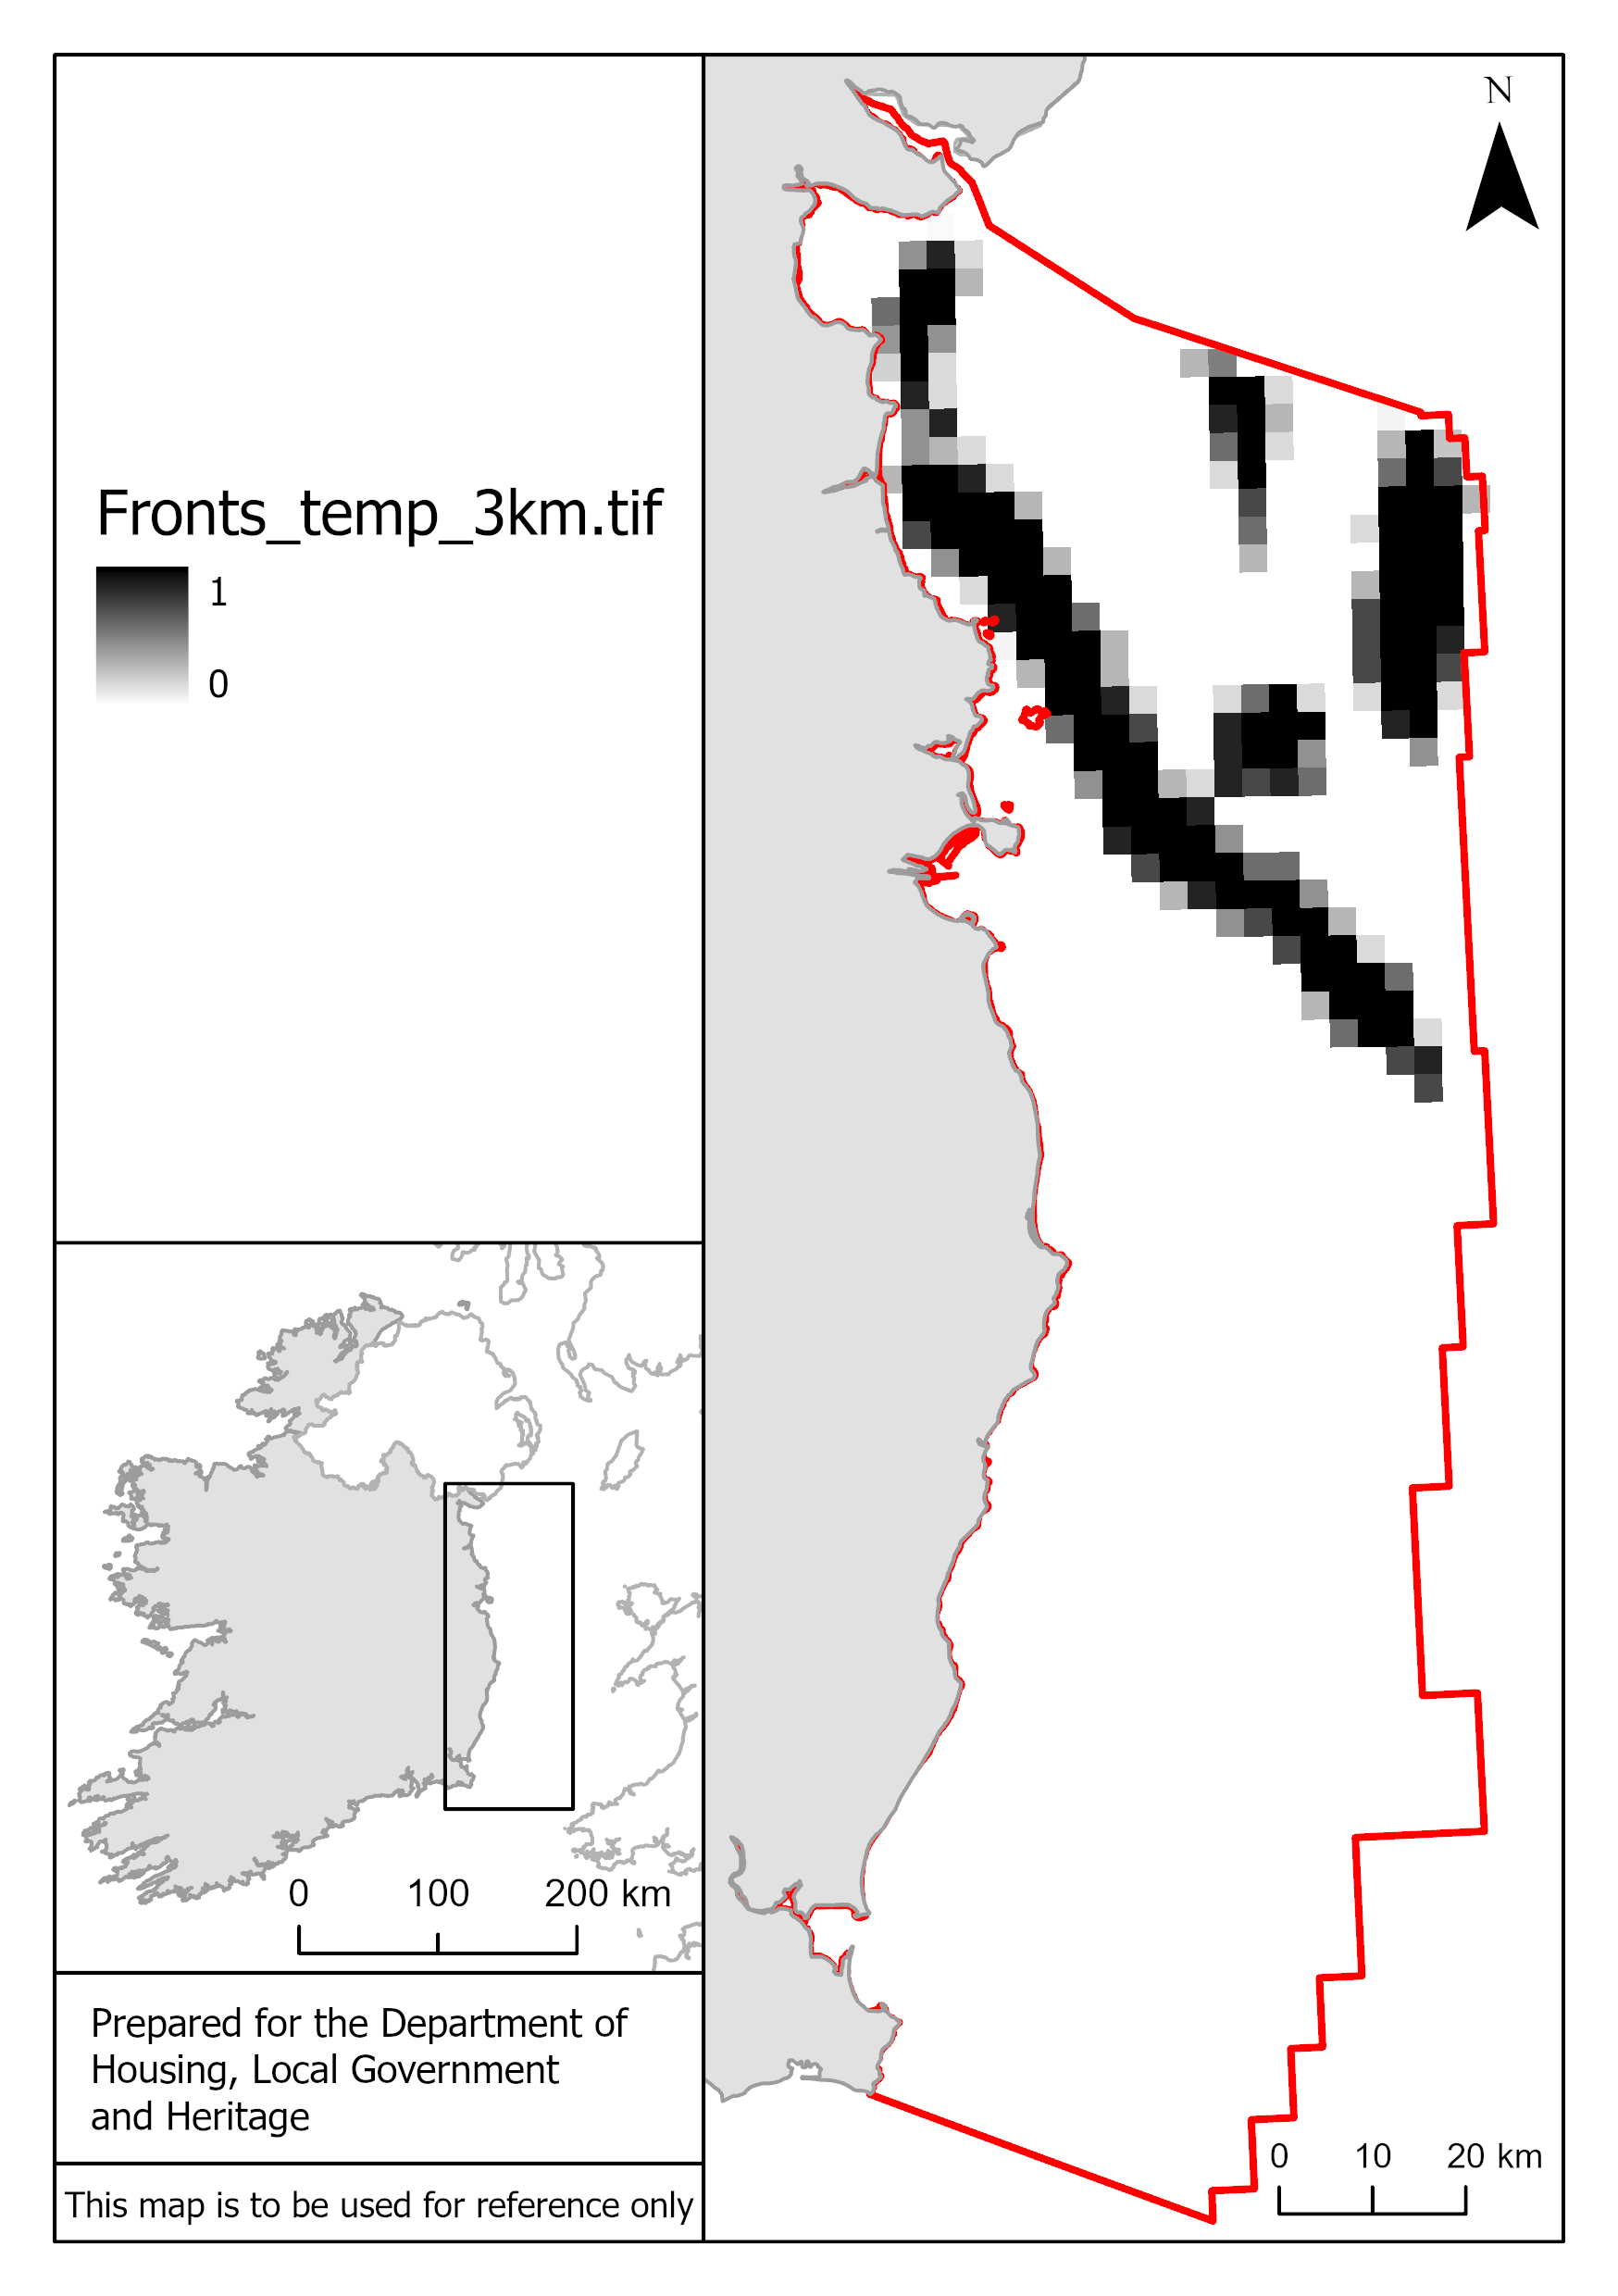 N
Fronts_temp_3km.tif
1
0
0 100 200 km
Prepared for the Department of
Housing, Local Government
and Heritage
This map is to be used for reference only
0 10 20 km